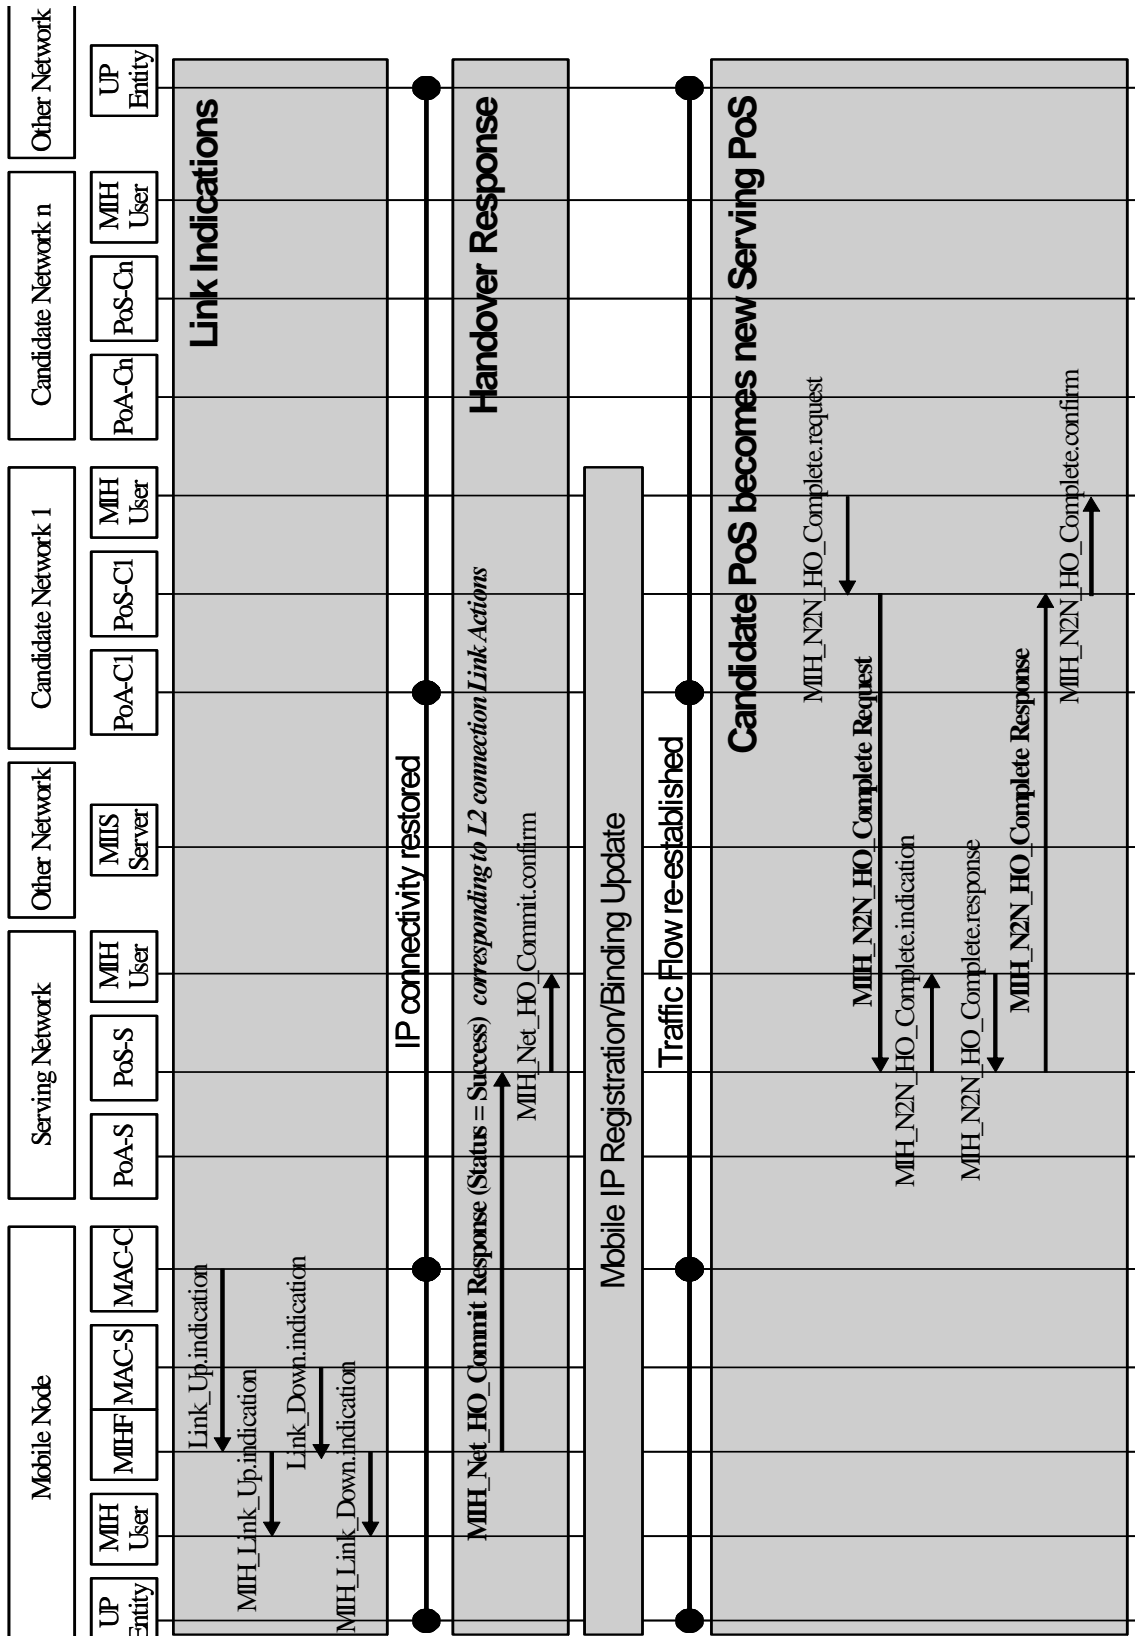 Mobile Node
Serving Network
Other Network
Candidate Network 1
Candidate Network n
Other Network
UP
Entity
MIH
User
MIHF
MAC-S
MAC-C
PoA-S
PoS-S
MIH
User
MIIS
Server
PoA-C1
PoS-C1
MIH
User
PoA-Cn
PoS-Cn
MIH
User
UP
Entity
Link Indications
Link_Up.indication
MIH_Link_Up.indication
Link_Down.indication
MIH_Link_Down.indication
IP connectivity restored
Handover Response
MIH_Net_HO_Commit Response (Status = Success) corresponding to L2 connection Link Actions
MIH_Net_HO_Commit.confirm
Mobile IP Registration/Binding Update
Traffic Flow re-established
Candidate PoS becomes new Serving PoS
MIH_N2N_HO_Complete.request
MIH_N2N_HO_Complete Request
MIH_N2N_HO_Complete.indication
MIH_N2N_HO_Complete.response
MIH_N2N_HO_Complete Response
MIH_N2N_HO_Complete.confirm